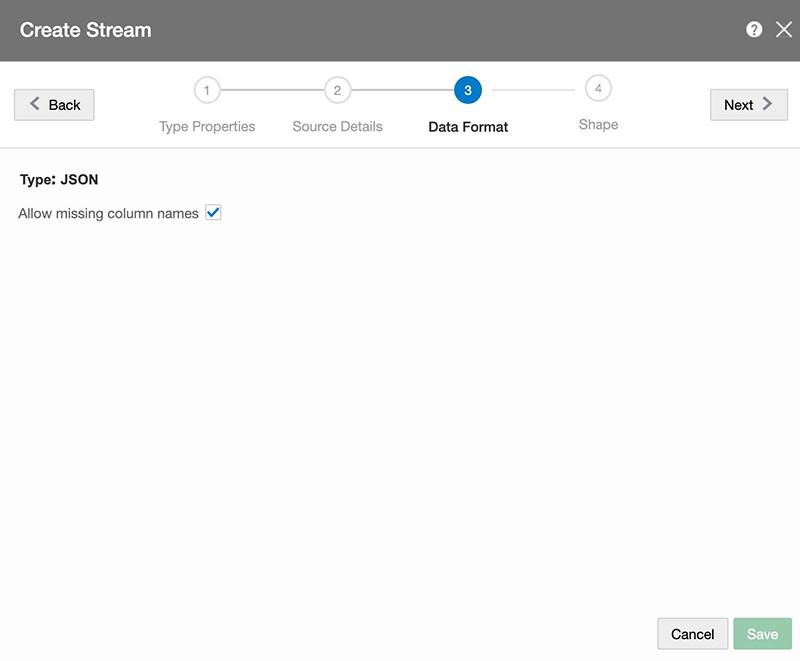 Create Stream
?
Back
1
2
3
4
Next
Type Properties
Source Details
Data Format
Shape
Type: JSON
Allow missing column names
Cancel
Save